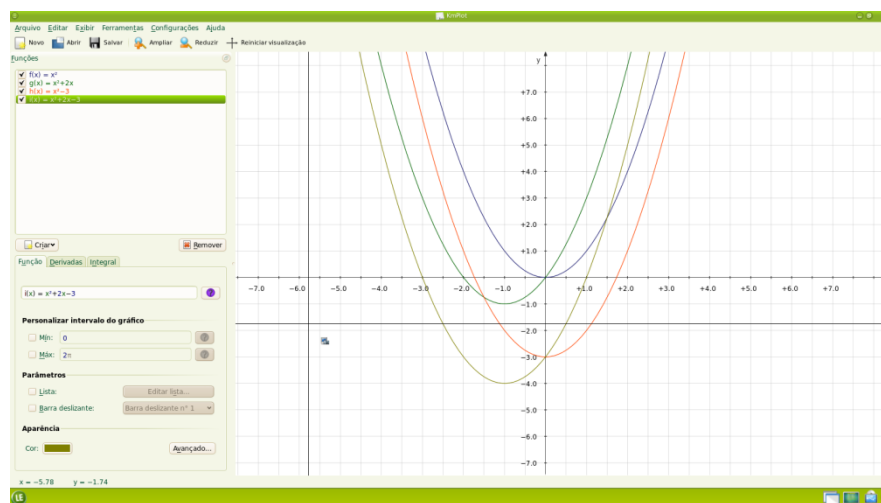 KmPlot
Arquivo Editar Exibir Ferramentas Configurações Ajuda
Novo Abrir Salvar Ampliar Reduzir Reiniciar visualização
Funções
f(x) = x²
g(x) = x²+2x
h(x) = x²−3
i(x) = x²+2x−3
Criar Remover
Função Derivadas Integral
i(x) = x²+2x−3
Personalizar intervalo do gráfico
Mín: 0 ?
Máx: 2π ?
Parâmetros
Lista: Editar lista...
Barra deslizante: Barra deslizante n° 1
Aparência
Cor: Avançado...
x = −5.78 y = −1.74
y
+7.0
+6.0
+5.0
+4.0
+3.0
+2.0
+1.0
−7.0 −6.0 −5.0 −4.0 −3.0 −2.0 −1.0 +1.0 +2.0 +3.0 +4.0 +5.0 +6.0 +7.0
−1.0
−2.0
−3.0
−4.0
−5.0
−6.0
−7.0